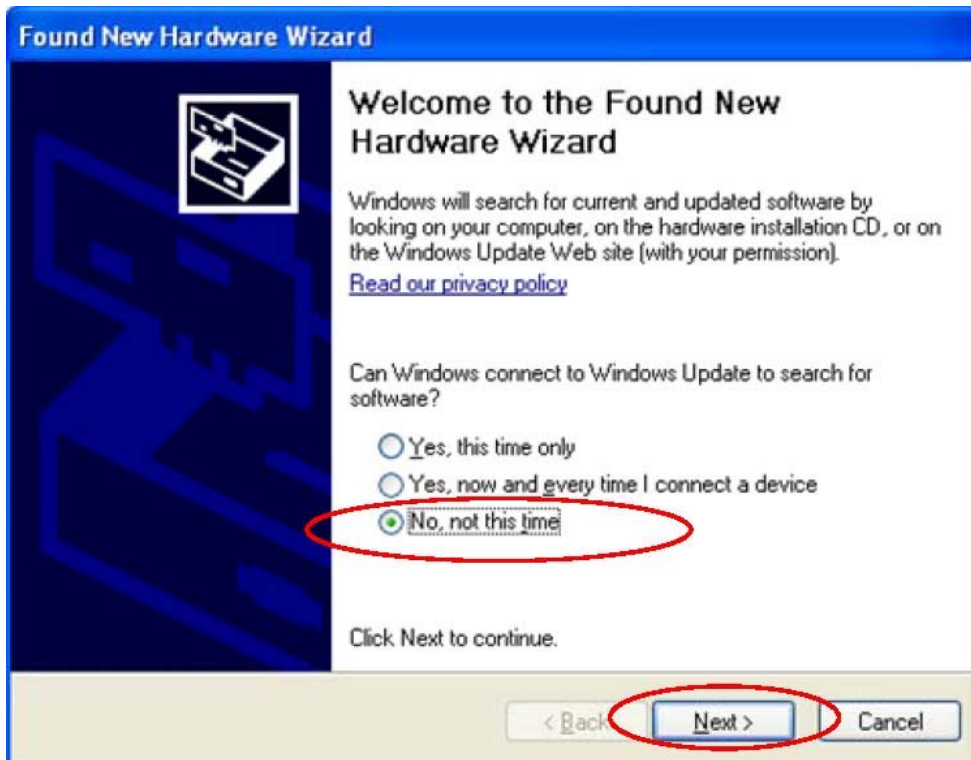 Found New Hardware Wizard
Welcome to the Found New
Hardware Wizard
Windows will search for current and updated software by
looking on your computer, on the hardware installation CD, or on
the Windows Update Web site (with your permission).
Read our privacy policy
Can Windows connect to Windows Update to search for
software?
Yes, this time only
Yes, now and every time I connect a device
No, not this time
Click Next to continue.
< Back
Next >
Cancel